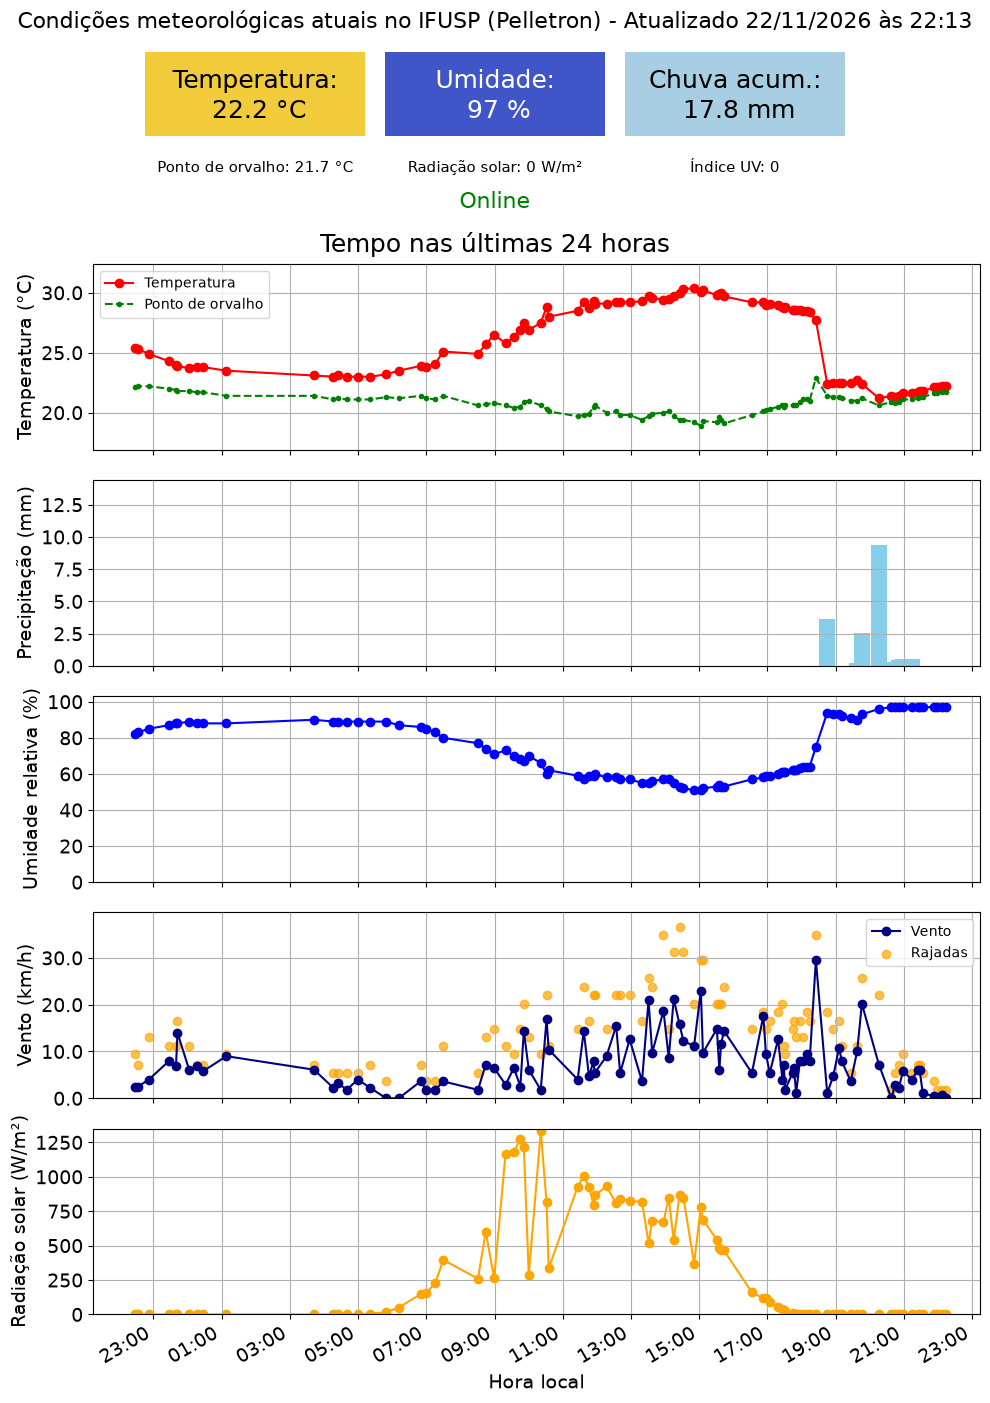 Condições meteorológicas atuais no IFUSP (Pelletron) - Atualizado 22/11/2026 às 22:13
Temperatura:
22.2 °C
Umidade:
97 %
Chuva acum.:
17.8 mm
Ponto de orvalho: 21.7 °C
Radiação solar: 0 W/m²
Índice UV: 0
Online
Tempo nas últimas 24 horas
Temperatura (°C)
30.0
25.0
20.0
Temperatura
Ponto de orvalho
Precipitação (mm)
12.5
10.0
7.5
5.0
2.5
0.0
Umidade relativa (%)
100
80
60
40
20
0
Vento (km/h)
30.0
20.0
10.0
0.0
Vento
Rajadas
Radiação solar (W/m²)
1250
1000
750
500
250
0
23:00
01:00
03:00
05:00
07:00
09:00
11:00
13:00
15:00
17:00
19:00
21:00
23:00
Hora local